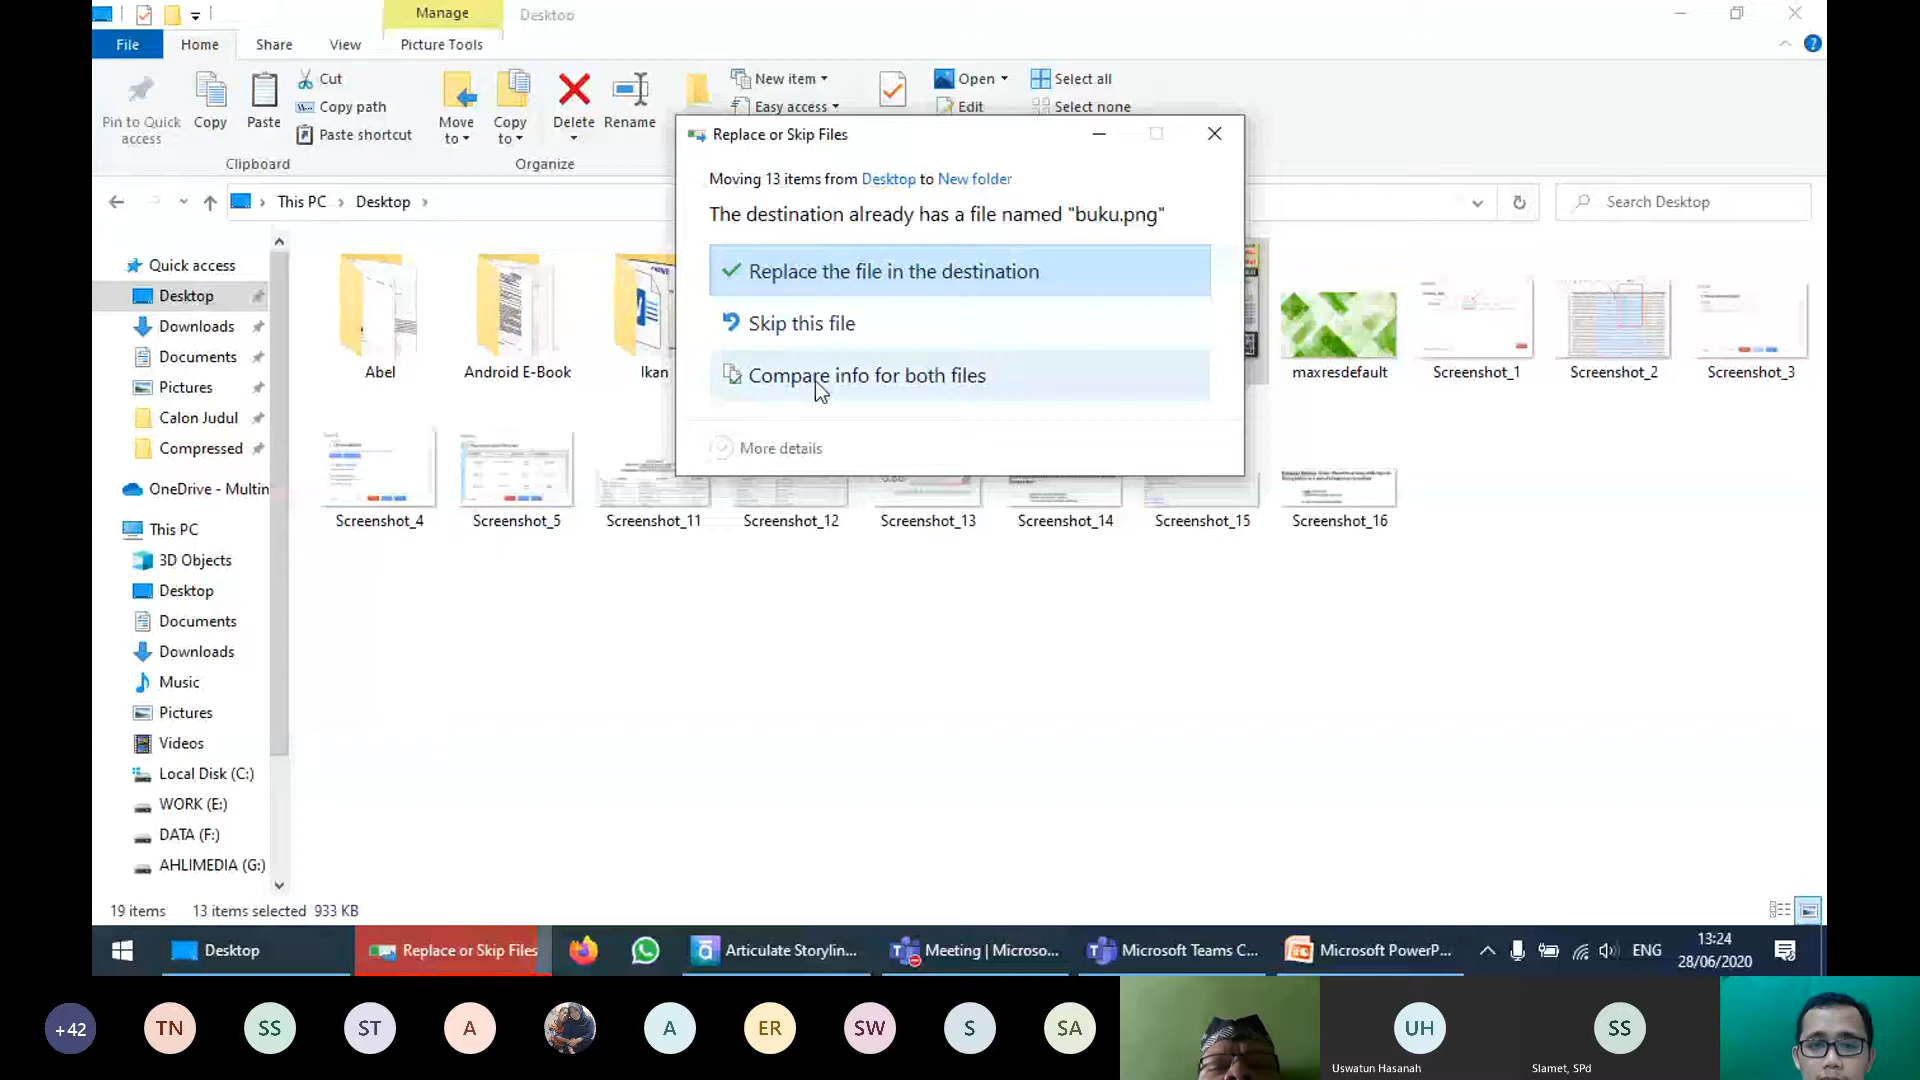 Manage
Desktop
File
Home
Share
View
Picture Tools
Pin to Quick access
Copy
Paste
Cut
Copy path
Paste shortcut
Clipboard
Move to
Copy to
Delete
Rename
Organize
New item
Easy access
Open
Edit
Select all
Select none
This PC
Desktop
Search Desktop
Replace or Skip Files
Moving 13 items from Desktop to New folder
The destination already has a file named "buku.png"
Replace the file in the destination
Skip this file
Compare info for both files
More details
Quick access
Desktop
Downloads
Documents
Pictures
Calon Judul
Compressed
OneDrive - Multin
This PC
3D Objects
Desktop
Documents
Downloads
Music
Pictures
Videos
Local Disk (C:)
WORK (E:)
DATA (F:)
AHLIMEDIA (G:)
Abel
Android E-Book
Ikan
maxresdefault
Screenshot_1
Screenshot_2
Screenshot_3
Screenshot_4
Screenshot_5
Screenshot_11
Screenshot_12
Screenshot_13
Screenshot_14
Screenshot_15
Screenshot_16
19 items
13 items selected 933 KB
Desktop
Replace or Skip Files
Articulate Storylin...
Meeting | Microso...
Microsoft Teams C...
Microsoft PowerP...
ENG
13:24
28/06/2020
+42
TN
SS
ST
A
A
ER
SW
S
SA
UH
Uswatun Hasanah
SS
Slamet, SPd